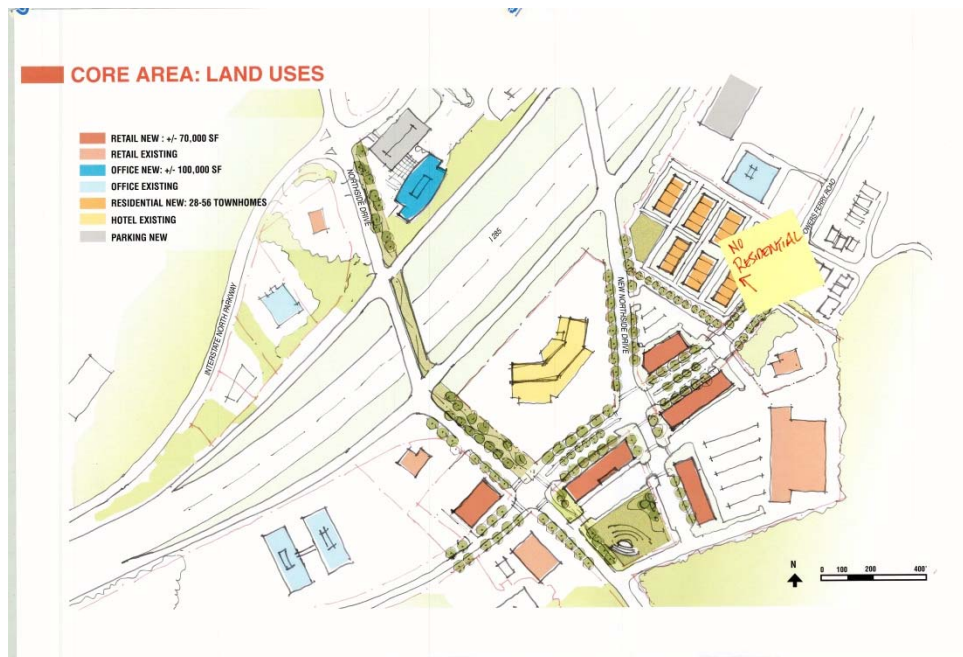 CORE AREA: LAND USES
RETAIL NEW : +/- 70,000 SF
RETAIL EXISTING
OFFICE NEW: +/- 100,000 SF
OFFICE EXISTING
RESIDENTIAL NEW: 28-56 TOWNHOMES
HOTEL EXISTING
PARKING NEW
NORTHSIDE DRIVE
I 285
INTERSTATE NORTH PARKWAY
NEW NORTHSIDE DRIVE
OWERS FERRY ROAD
NO
RESIDENTIAL
N
0 100 200 400'